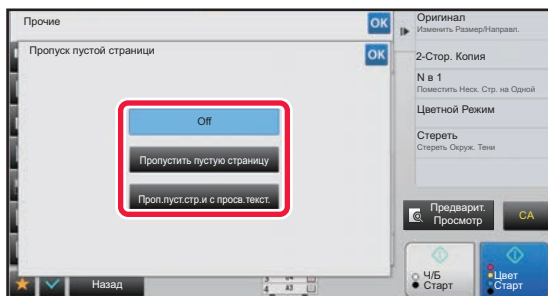 Прочие
OK
Пропуск пустой страницы
OK
Off
Пропустить пустую страницу
Проп.пуст.стр.и с просв.текст.
Назад
4 A3
Оригинал
Изменить Размер/Направл.
2-Стор. Копия
N в 1
Поместить Неск. Стр. на Одной
Цветной Режим
Стереть
Стереть Окруж. Тени
Предварит.
Просмотр
CA
Ч/Б
Старт
Цвет
Старт